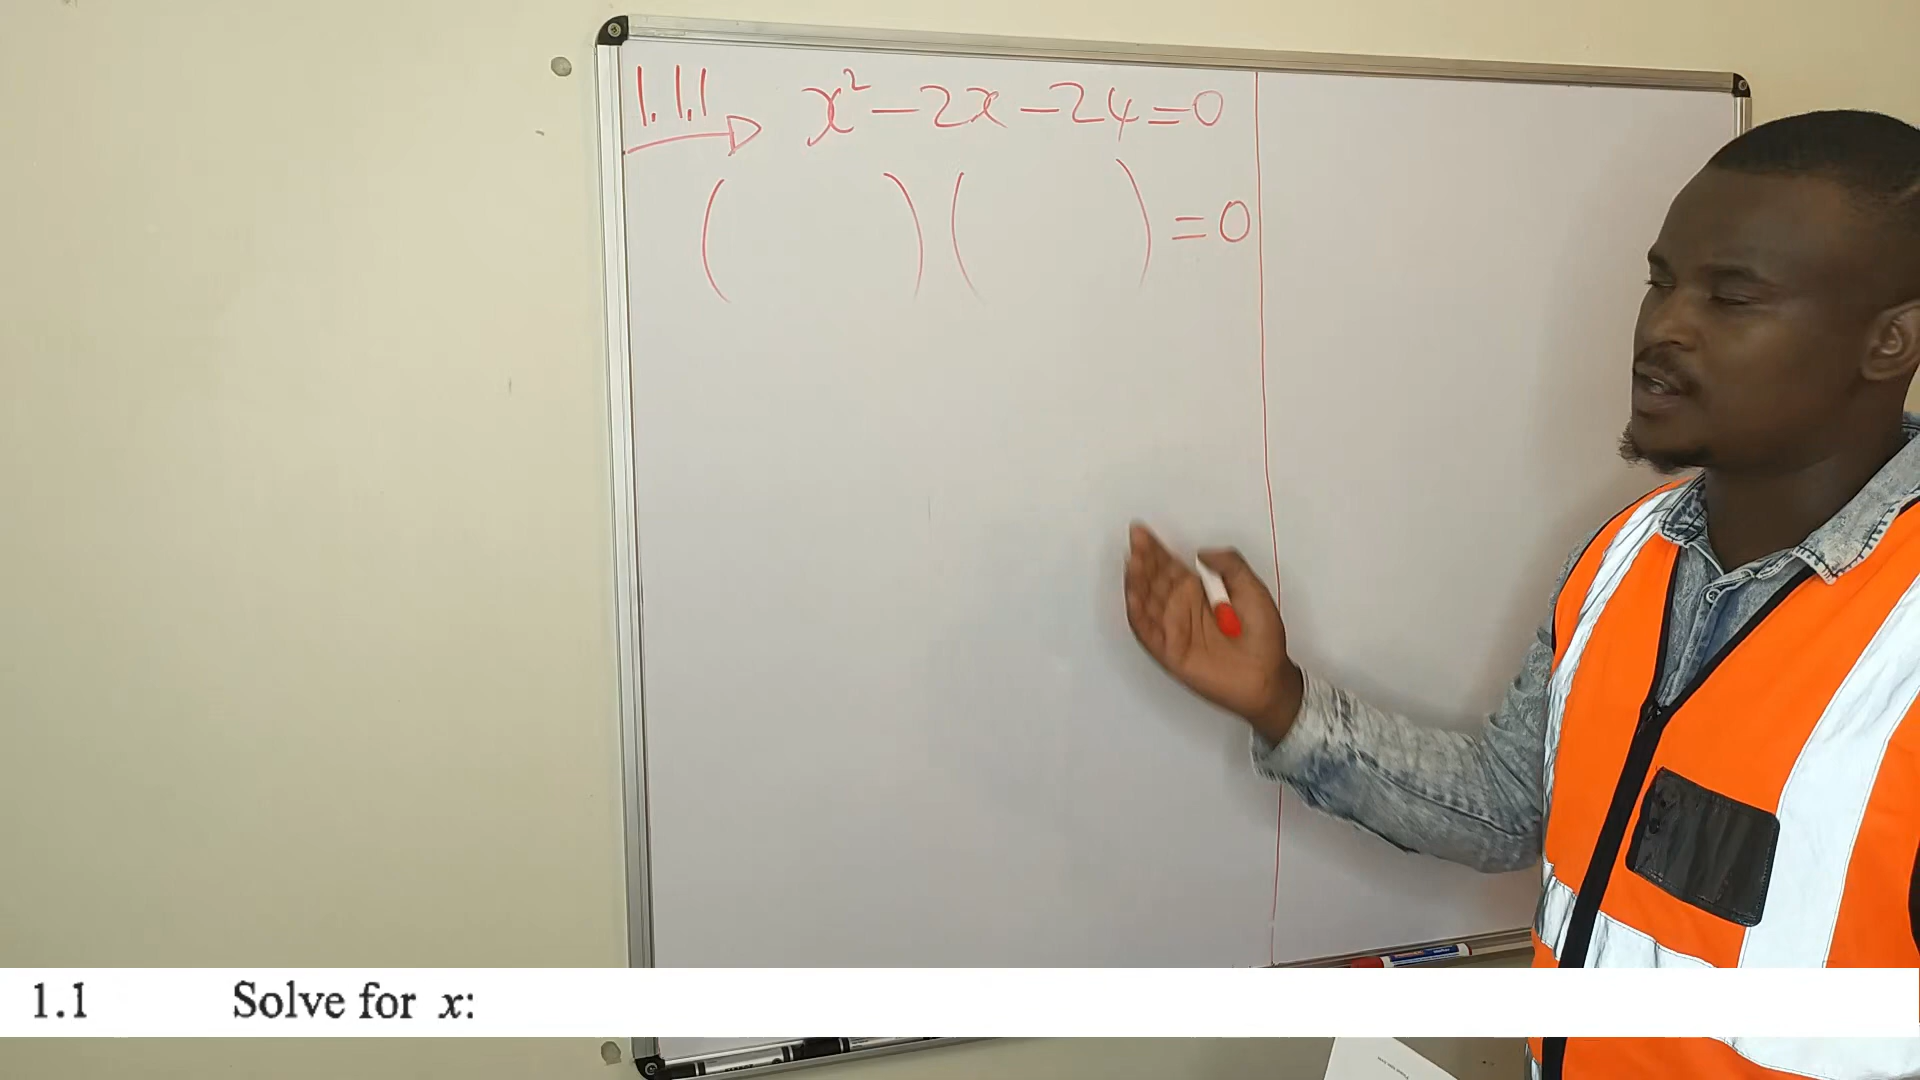 1.1.1 x² - 2x - 24 = 0
( ) ( ) = 0
1.1 Solve for x: